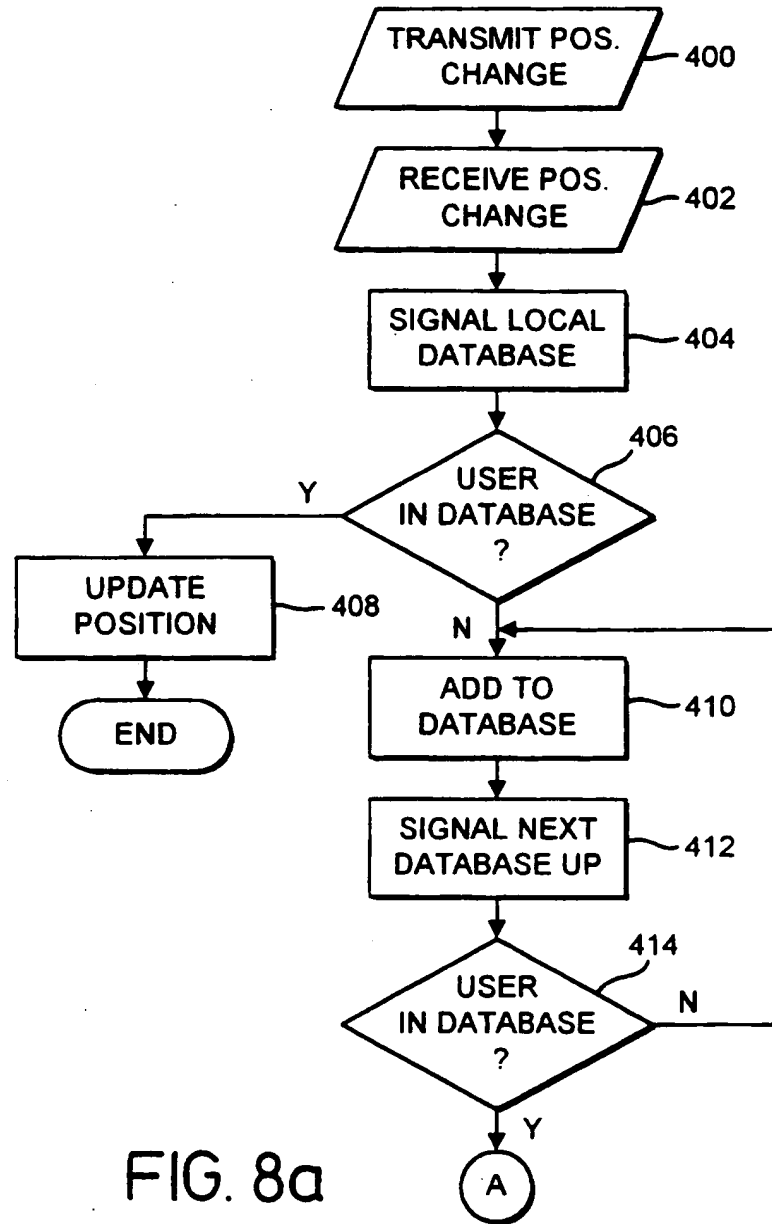 TRANSMIT POS.
CHANGE
400
RECEIVE POS.
CHANGE
402
SIGNAL LOCAL
DATABASE
404
USER
IN DATABASE
?
406
Y
UPDATE
POSITION
408
END
N
ADD TO
DATABASE
410
SIGNAL NEXT
DATABASE UP
412
USER
IN DATABASE
?
414
N
Y
A
FIG. 8a